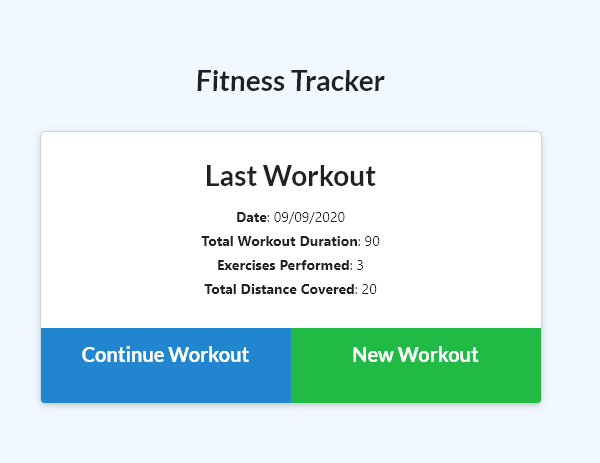 Fitness Tracker
Last Workout
Date: 09/09/2020
Total Workout Duration: 90
Exercises Performed: 3
Total Distance Covered: 20
Continue Workout
New Workout